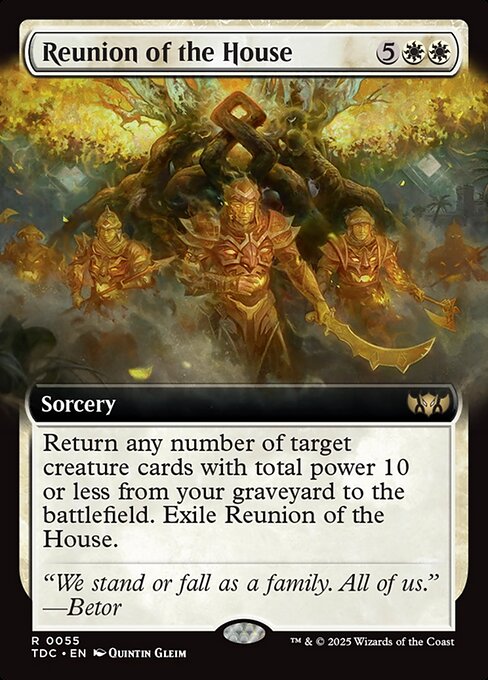 Reunion of the House 5
Sorcery
Return any number of target
creature cards with total power 10
or less from your graveyard to the
battlefield. Exile Reunion of the
House.
“We stand or fall as a family. All of us.”
—Betor
R 0055
TDC • EN Quintin Gleim
™ & © 2025 Wizards of the Coast